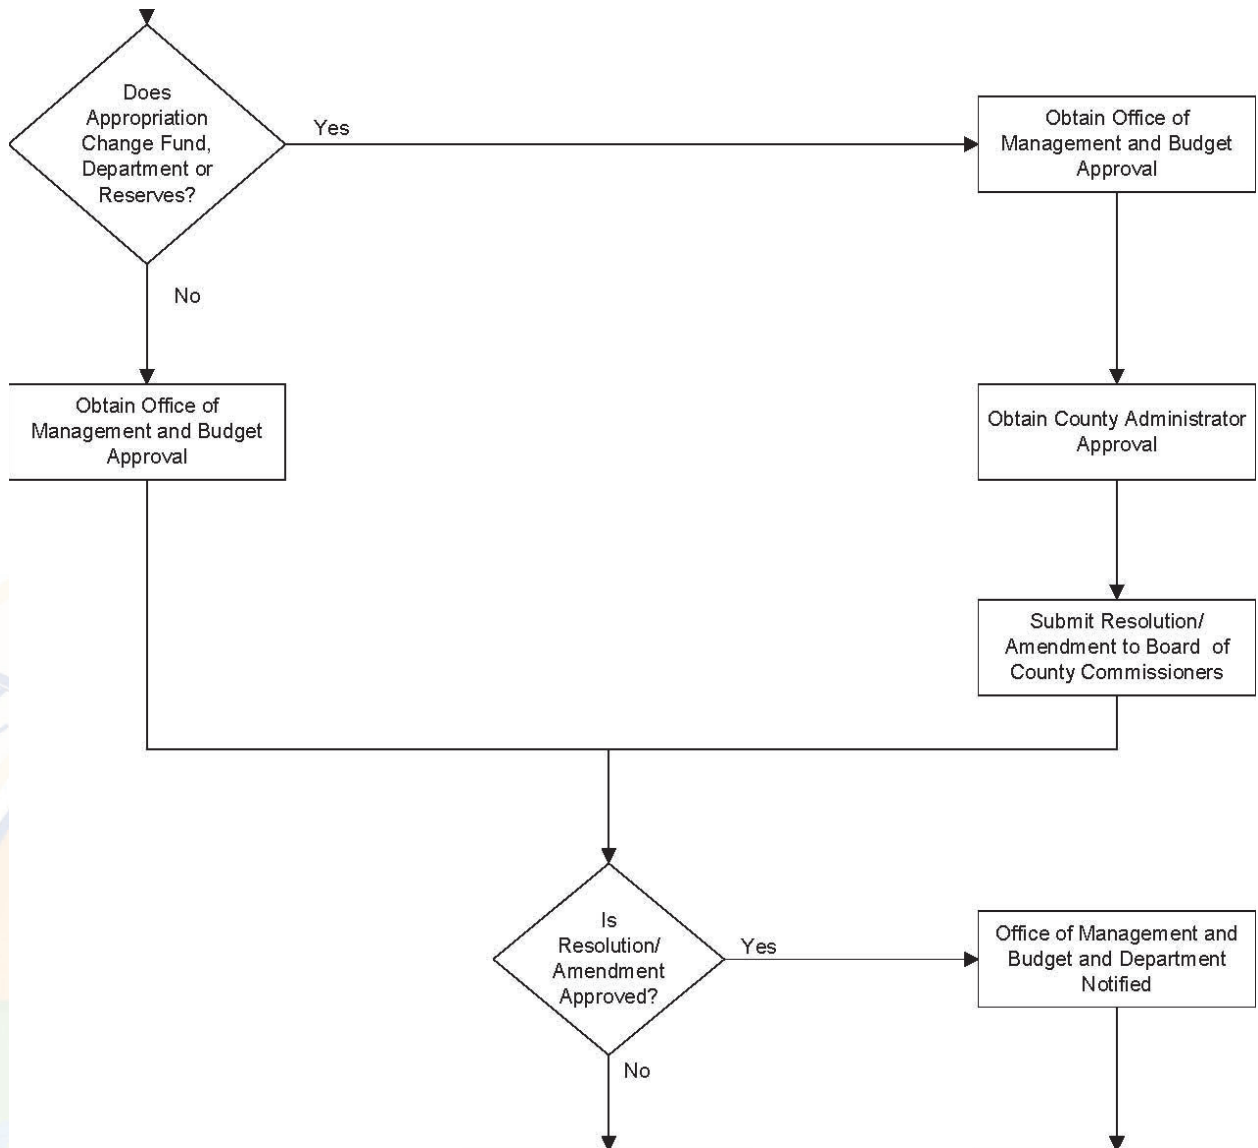 Does
Appropriation
Change Fund,
Department or
Reserves?
Yes
Obtain Office of
Management and Budget
Approval
No
Obtain Office of
Management and Budget
Approval
Obtain County Administrator
Approval
Submit Resolution/
Amendment to Board of
County Commissioners
Is
Resolution/
Amendment
Approved?
Yes
Office of Management and
Budget and Department
Notified
No